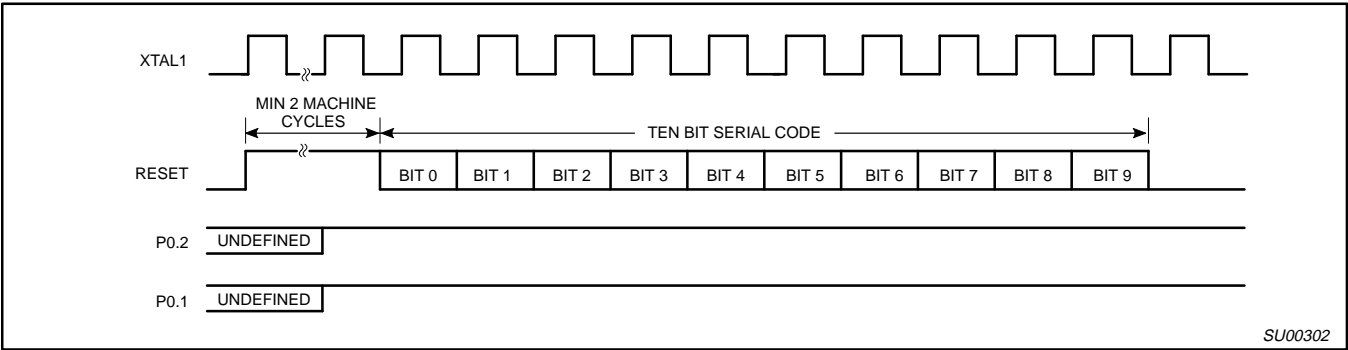 XTAL1
MIN 2 MACHINE
CYCLES
TEN BIT SERIAL CODE
RESET
BIT 0 BIT 1 BIT 2 BIT 3 BIT 4 BIT 5 BIT 6 BIT 7 BIT 8 BIT 9
P0.2 UNDEFINED
P0.1 UNDEFINED
SU00302